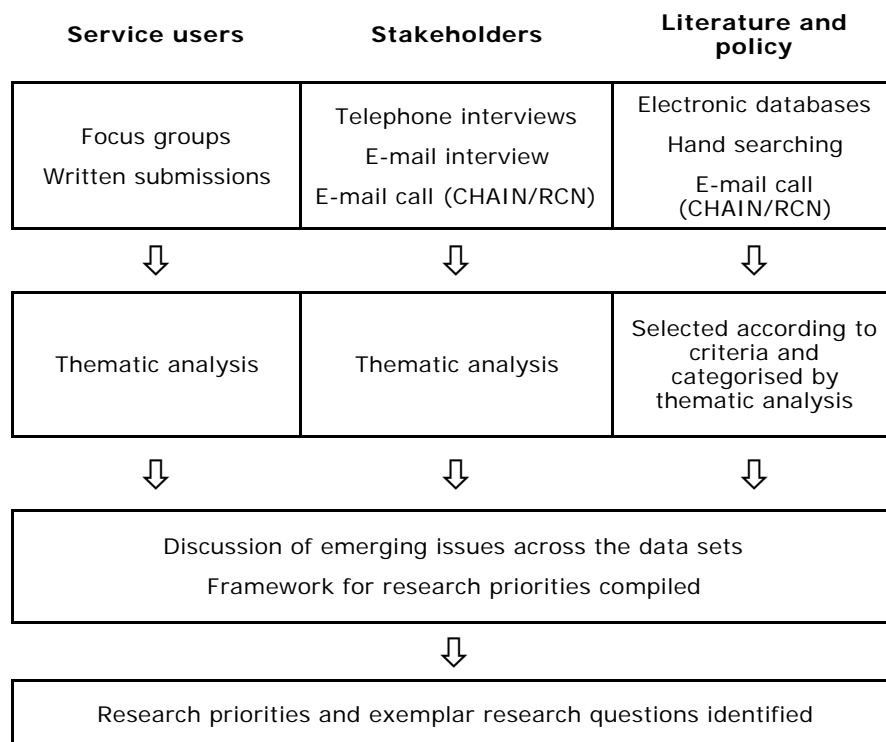 Service users
Stakeholders
Literature and
policy
Focus groups
Written submissions
Telephone interviews
E-mail interview
E-mail call (CHAIN/RCN)
Electronic databases
Hand searching
E-mail call
(CHAIN/RCN)
Thematic analysis
Thematic analysis
Selected according to
criteria and
categorised by
thematic analysis
Discussion of emerging issues across the data sets
Framework for research priorities compiled
Research priorities and exemplar research questions identified